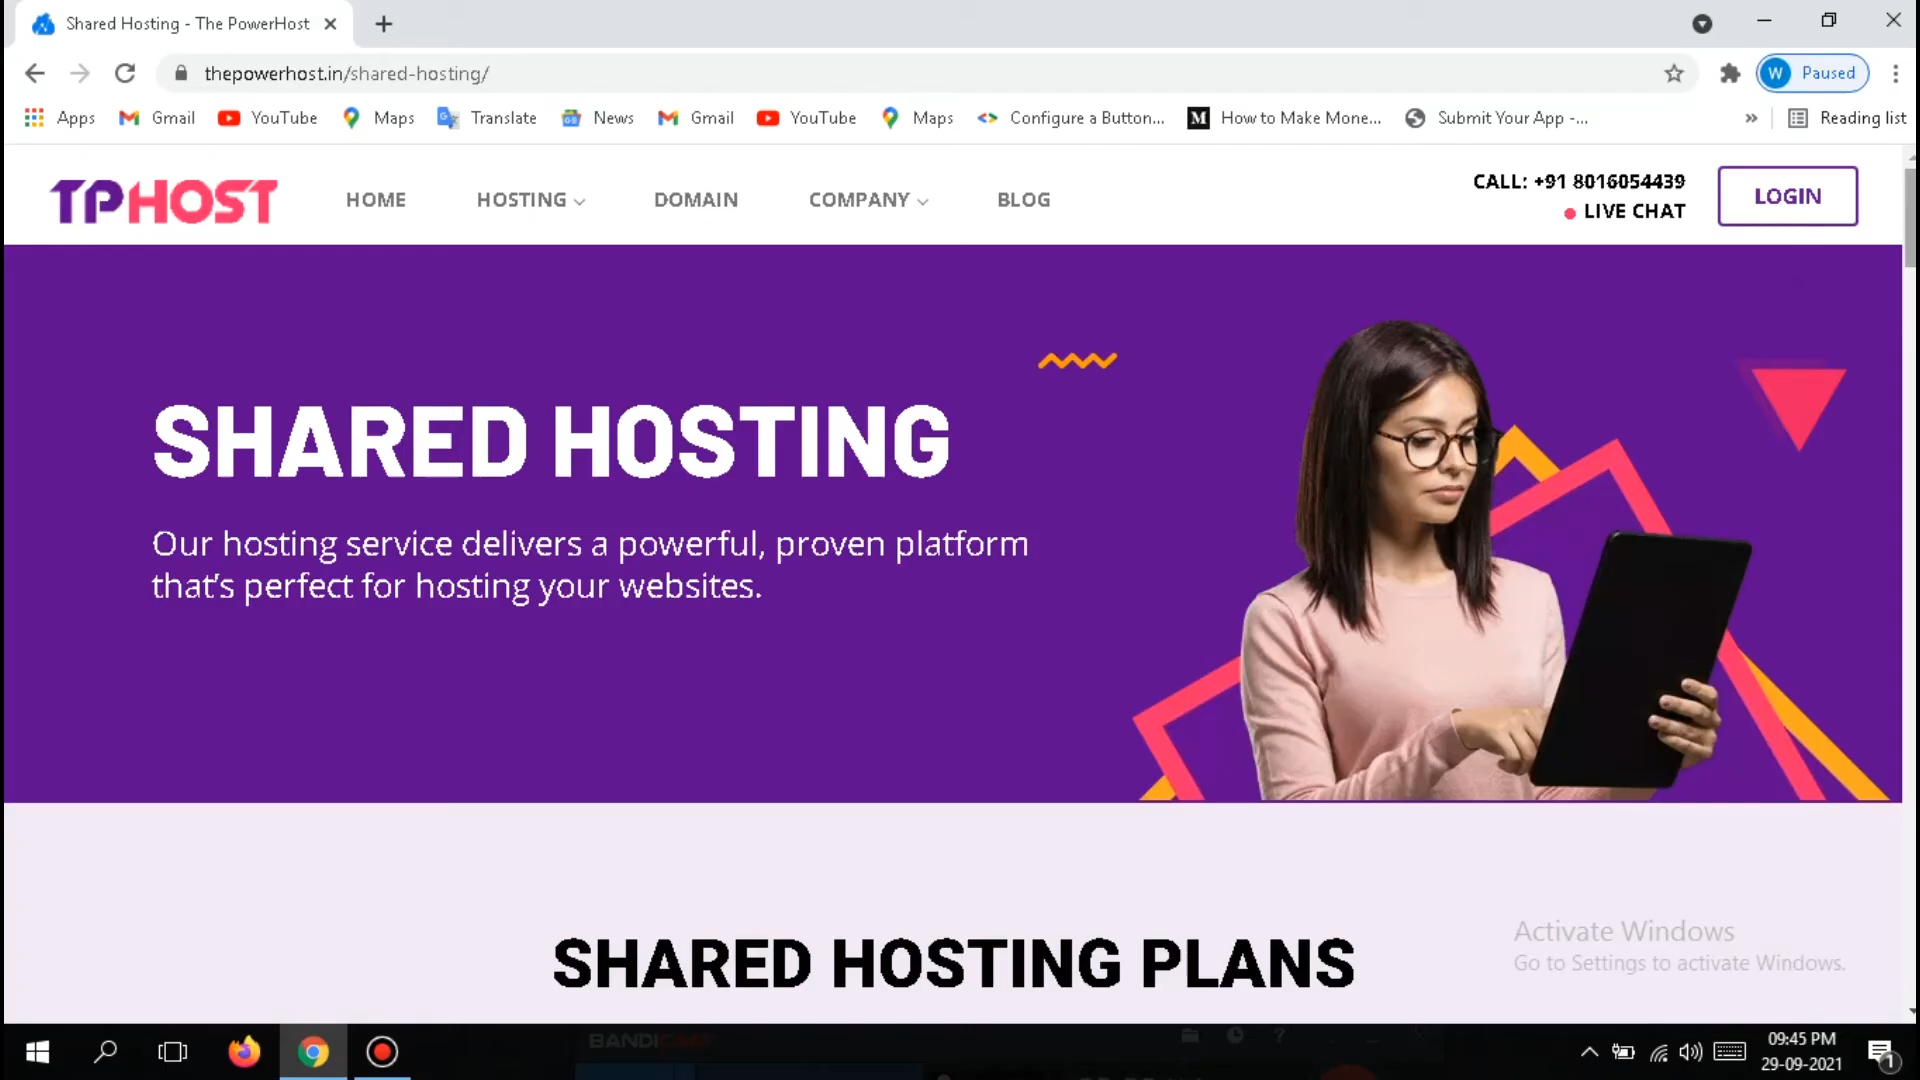 Shared Hosting - The PowerHost
thepowerhost.in/shared-hosting/
W Paused
Apps Gmail YouTube Maps Translate News Gmail YouTube Maps Configure a Button... M How to Make Mone... Submit Your App -... » Reading list
TPHOST
HOME HOSTING DOMAIN COMPANY BLOG
CALL: +91 8016054439
LIVE CHAT
LOGIN
SHARED HOSTING
Our hosting service delivers a powerful, proven platform
that's perfect for hosting your websites.
SHARED HOSTING PLANS
Activate Windows
Go to Settings to activate Windows.
09:45 PM
29-09-2021
1